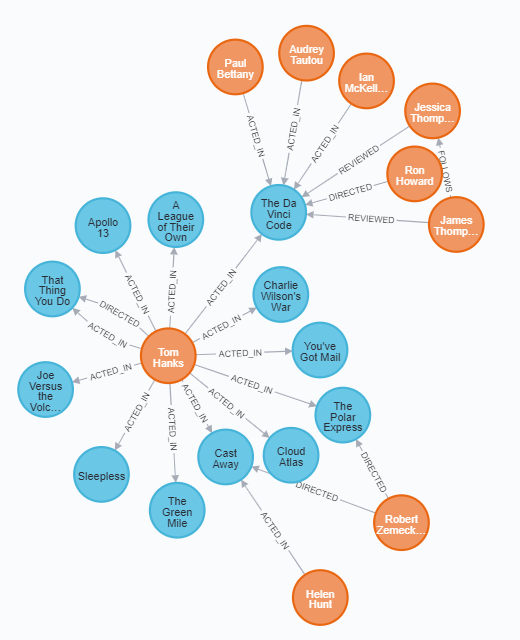 Paul
Bettany
Audrey
Tautou
Ian
McKell...
Jessica
Thomp...
ACTED_IN
ACTED_IN
ACTED_IN
REVIEWED
FOLLOWS
Ron
Howard
DIRECTED
The Da
Vinci
Code
REVIEWED
James
Thomp...
A
League
of Their
Own
Apollo
13
ACTED_IN
ACTED_IN
ACTED_IN
That
Thing
You Do
DIRECTED
ACTED_IN
Charlie
Wilson's
War
ACTED_IN
Tom
Hanks
ACTED_IN
You've
Got Mail
Joe
Versus
the
Volc...
ACTED_IN
ACTED_IN
The
Polar
Express
ACTED_IN
ACTED_IN
ACTED_IN
ACTED_IN
Sleepless
The
Green
Mile
Cast
Away
Cloud
Atlas
DIRECTED
DIRECTED
Robert
Zemeck...
ACTED_IN
Helen
Hunt